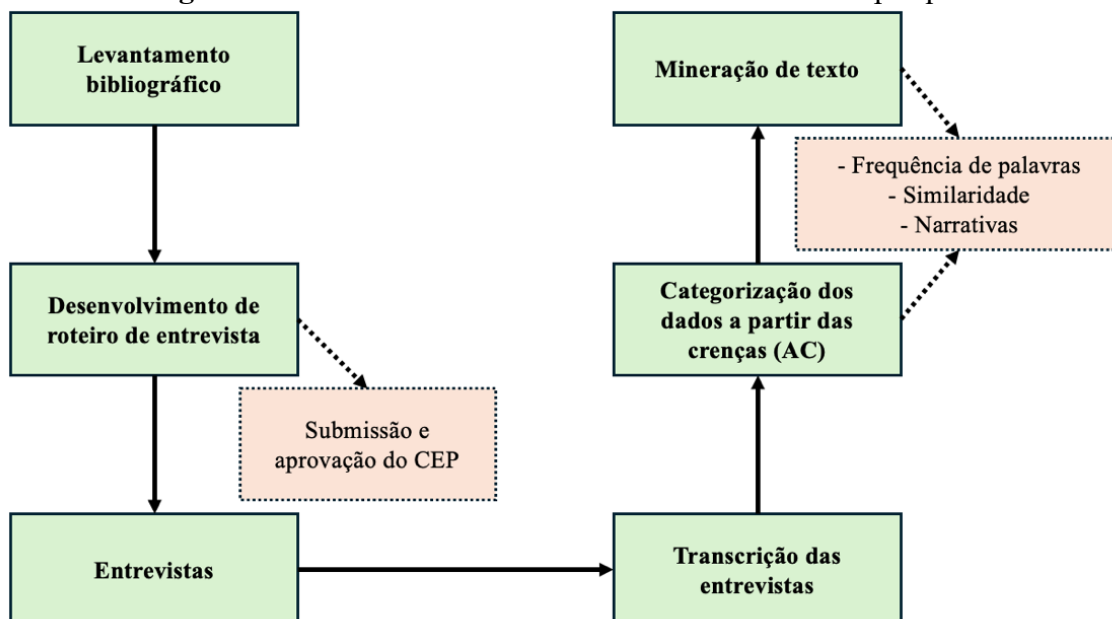 Levantamento
bibliográfico
Desenvolvimento de
roteiro de entrevista
Submissão e
aprovação do CEP
Entrevistas
Transcrição das
entrevistas
Categorização dos
dados a partir das
crenças (AC)
Mineração de texto
- Frequência de palavras
- Similaridade
- Narrativas